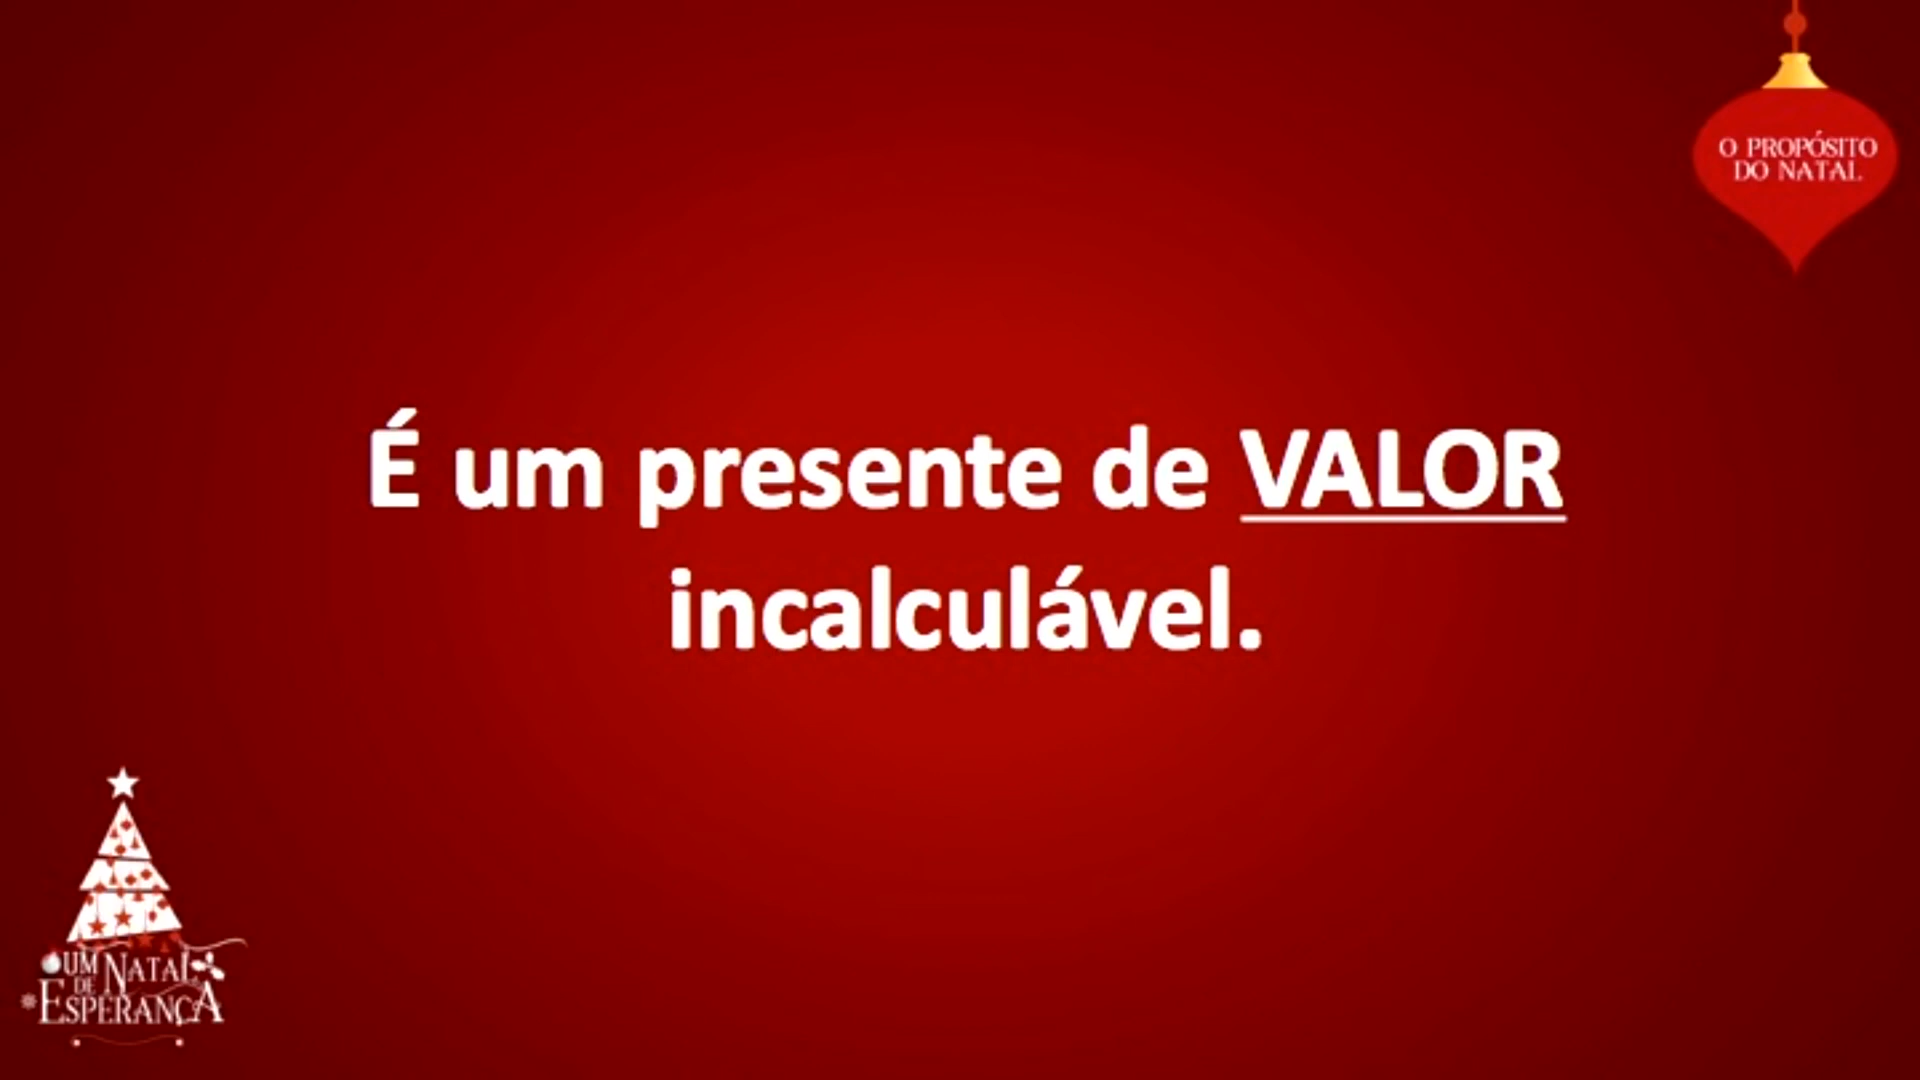 O PROPÓSITO
DO NATAL
É um presente de VALOR
incalculável.
UM NATAL
DE
ESPERANÇA